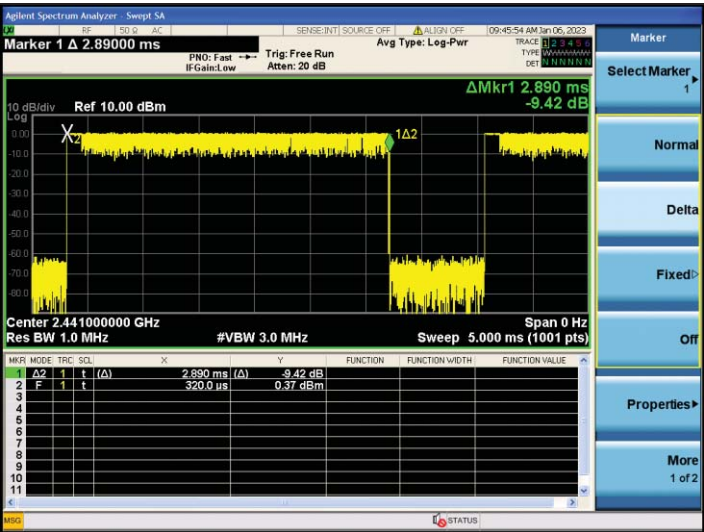 Agilent Spectrum Analyzer - Swept SA
RF 50 Ω AC SENSE:INT SOURCE OFF ALIGN OFF 09:45:54 AM Jan 06, 2023
Marker 1 Δ 2.89000 ms
PNO: Fast
IFGain:Low
Trig: Free Run
Atten: 20 dB
Avg Type: Log-Pwr
TRACE 1 2 3 4 5 6
TYPE
DET N N N N N N
ΔMkr1 2.890 ms
-9.42 dB
10 dB/div Ref 10.00 dBm
Log
0.00
-10.0
-20.0
-30.0
-40.0
-50.0
-60.0
-70.0
-80.0
X2
1Δ2
Center 2.441000000 GHz Span 0 Hz
Res BW 1.0 MHz #VBW 3.0 MHz Sweep 5.000 ms (1001 pts)
MKR MODE TRC SCL X Y FUNCTION FUNCTION WIDTH FUNCTION VALUE
1 Δ2 1 t (Δ) 2.890 ms (Δ) -9.42 dB
2 F 1 t 320.0 µs 0.37 dBm
3
4
5
6
7
8
9
10
11
MSG STATUS
Marker
Select Marker
1
Normal
Delta
Fixed
Off
Properties
More
1 of 2